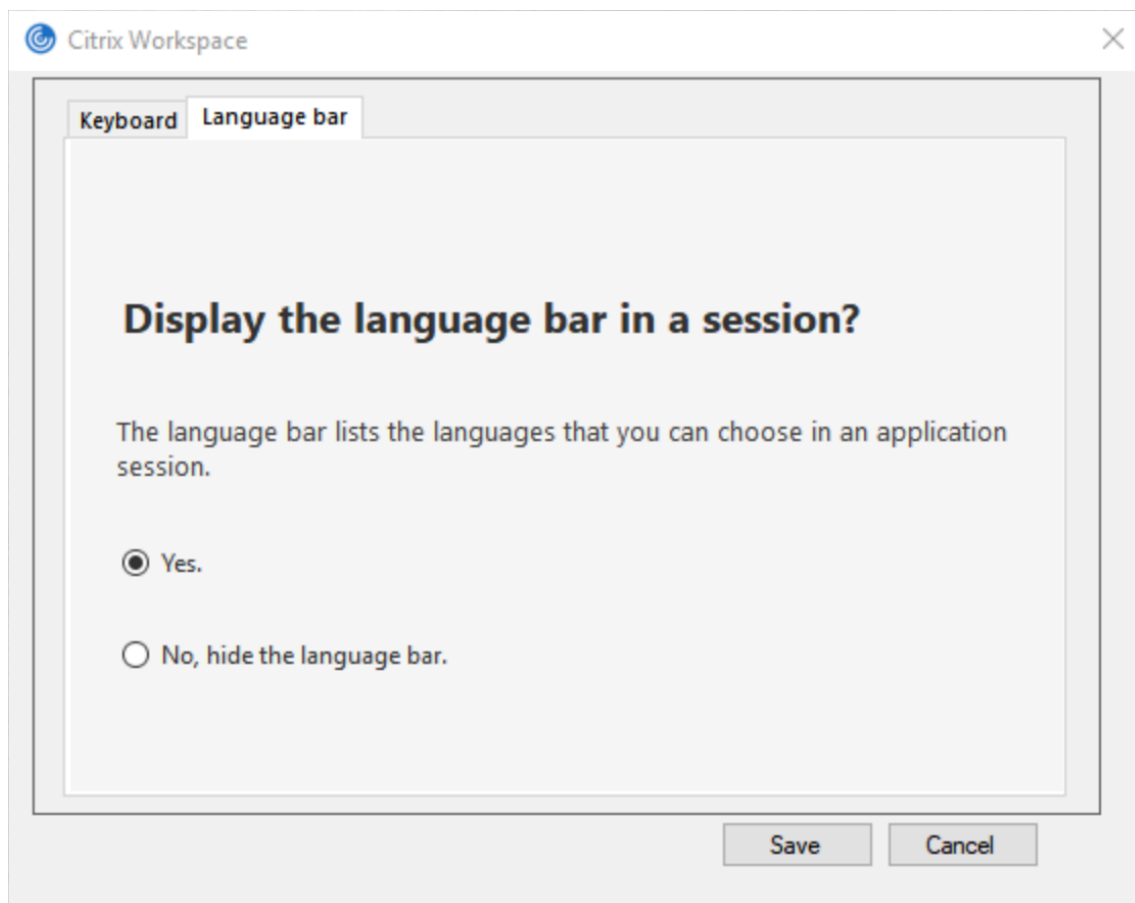 Citrix Workspace
Keyboard
Language bar
Display the language bar in a session?
The language bar lists the languages that you can choose in an application
session.
Yes.
No, hide the language bar.
Save
Cancel